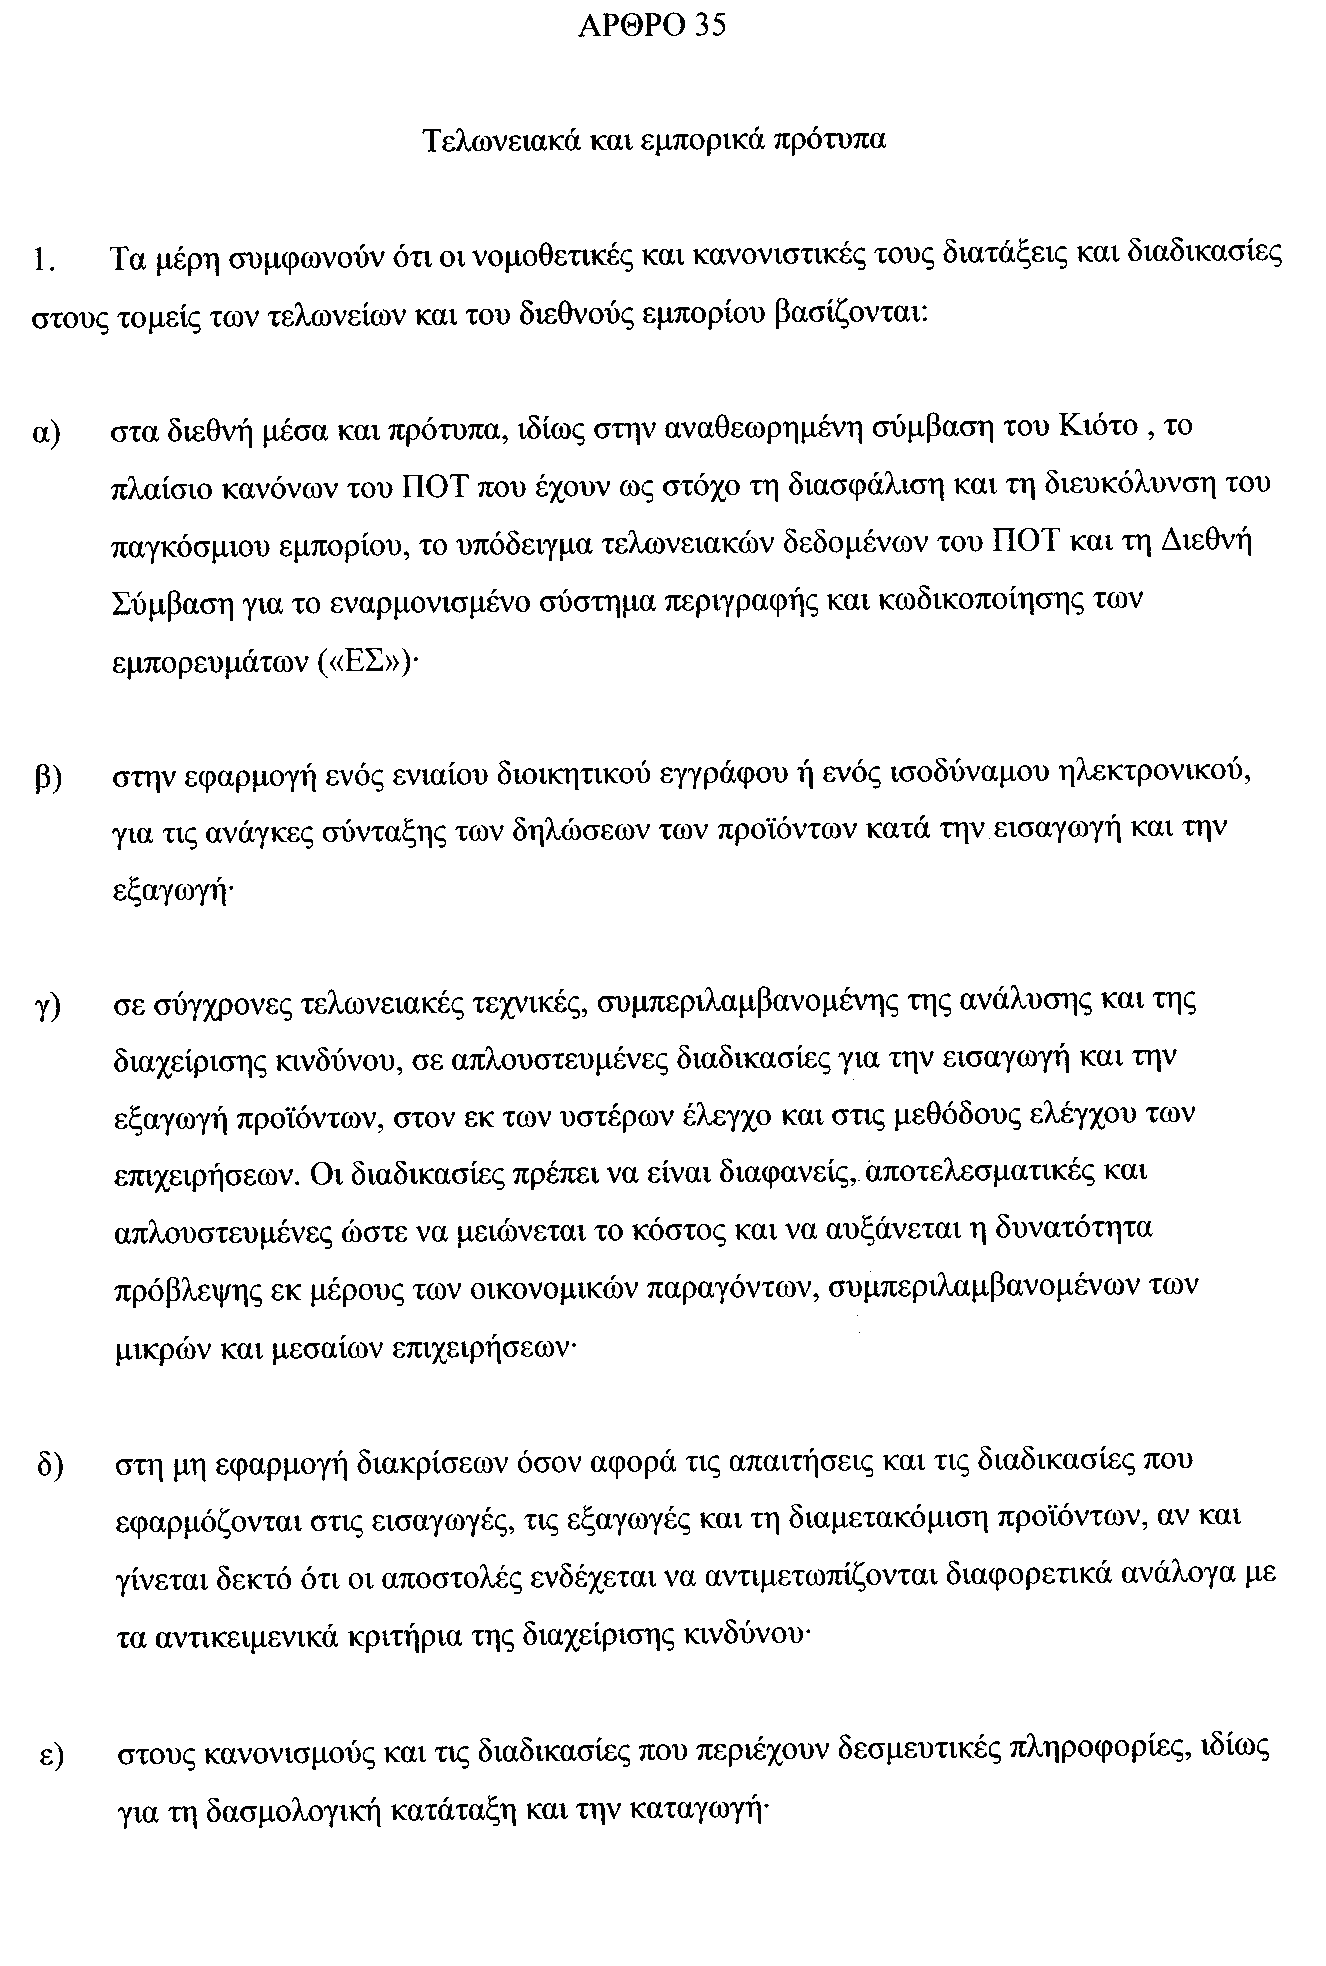 ΑΡΘΡΟ 35
Τελωνειακά και εμπορικά πρότυπα
1. Τα μέρη συμφωνούν ότι οι νομοθετικές και κανονιστικές τους διατάξεις και διαδικασίες
στους τομείς των τελωνείων και του διεθνούς εμπορίου βασίζονται:
α) στα διεθνή μέσα και πρότυπα, ιδίως στην αναθεωρημένη σύμβαση του Κιότο , το
πλαίσιο κανόνων του ΠΟΤ που έχουν ως στόχο τη διασφάλιση και τη διευκόλυνση του
παγκόσμιου εμπορίου, το υπόδειγμα τελωνειακών δεδομένων του ΠΟΤ και τη Διεθνή
Σύμβαση για το εναρμονισμένο σύστημα περιγραφής και κωδικοποίησης των
εμπορευμάτων («ΕΣ»)·
β) στην εφαρμογή ενός ενιαίου διοικητικού εγγράφου ή ενός ισοδύναμου ηλεκτρονικού,
για τις ανάγκες σύνταξης των δηλώσεων των προϊόντων κατά την εισαγωγή και την
εξαγωγή·
γ) σε σύγχρονες τελωνειακές τεχνικές, συμπεριλαμβανομένης της ανάλυσης και της
διαχείρισης κινδύνου, σε απλουστευμένες διαδικασίες για την εισαγωγή και την
εξαγωγή προϊόντων, στον εκ των υστέρων έλεγχο και στις μεθόδους ελέγχου των
επιχειρήσεων. Οι διαδικασίες πρέπει να είναι διαφανείς, αποτελεσματικές και
απλουστευμένες ώστε να μειώνεται το κόστος και να αυξάνεται η δυνατότητα
πρόβλεψης εκ μέρους των οικονομικών παραγόντων, συμπεριλαμβανομένων των
μικρών και μεσαίων επιχειρήσεων·
δ) στη μη εφαρμογή διακρίσεων όσον αφορά τις απαιτήσεις και τις διαδικασίες που
εφαρμόζονται στις εισαγωγές, τις εξαγωγές και τη διαμετακόμιση προϊόντων, αν και
γίνεται δεκτό ότι οι αποστολές ενδέχεται να αντιμετωπίζονται διαφορετικά ανάλογα με
τα αντικειμενικά κριτήρια της διαχείρισης κινδύνου·
ε) στους κανονισμούς και τις διαδικασίες που περιέχουν δεσμευτικές πληροφορίες, ιδίως
για τη δασμολογική κατάταξη και την καταγωγή·